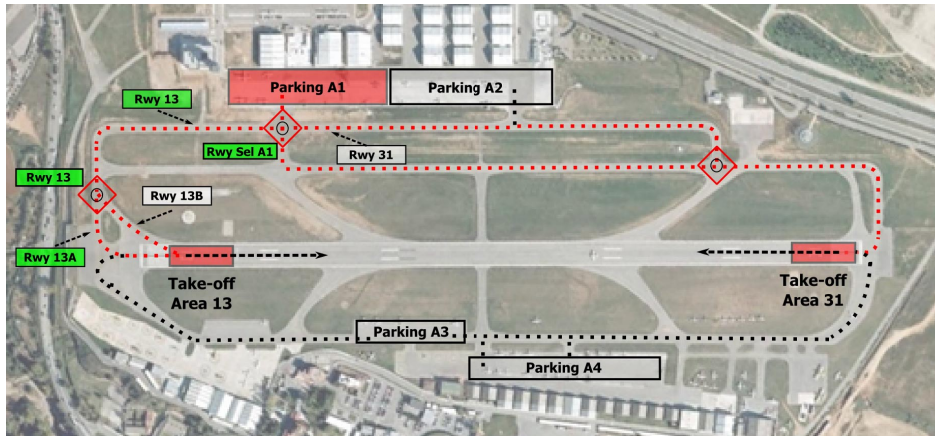 Parking A1
Parking A2
Rwy 13
Rwy Sel A1
Rwy 31
Rwy 13
Rwy 13B
Rwy 13A
Take-off
Area 13
Take-off
Area 31
Parking A3
Parking A4